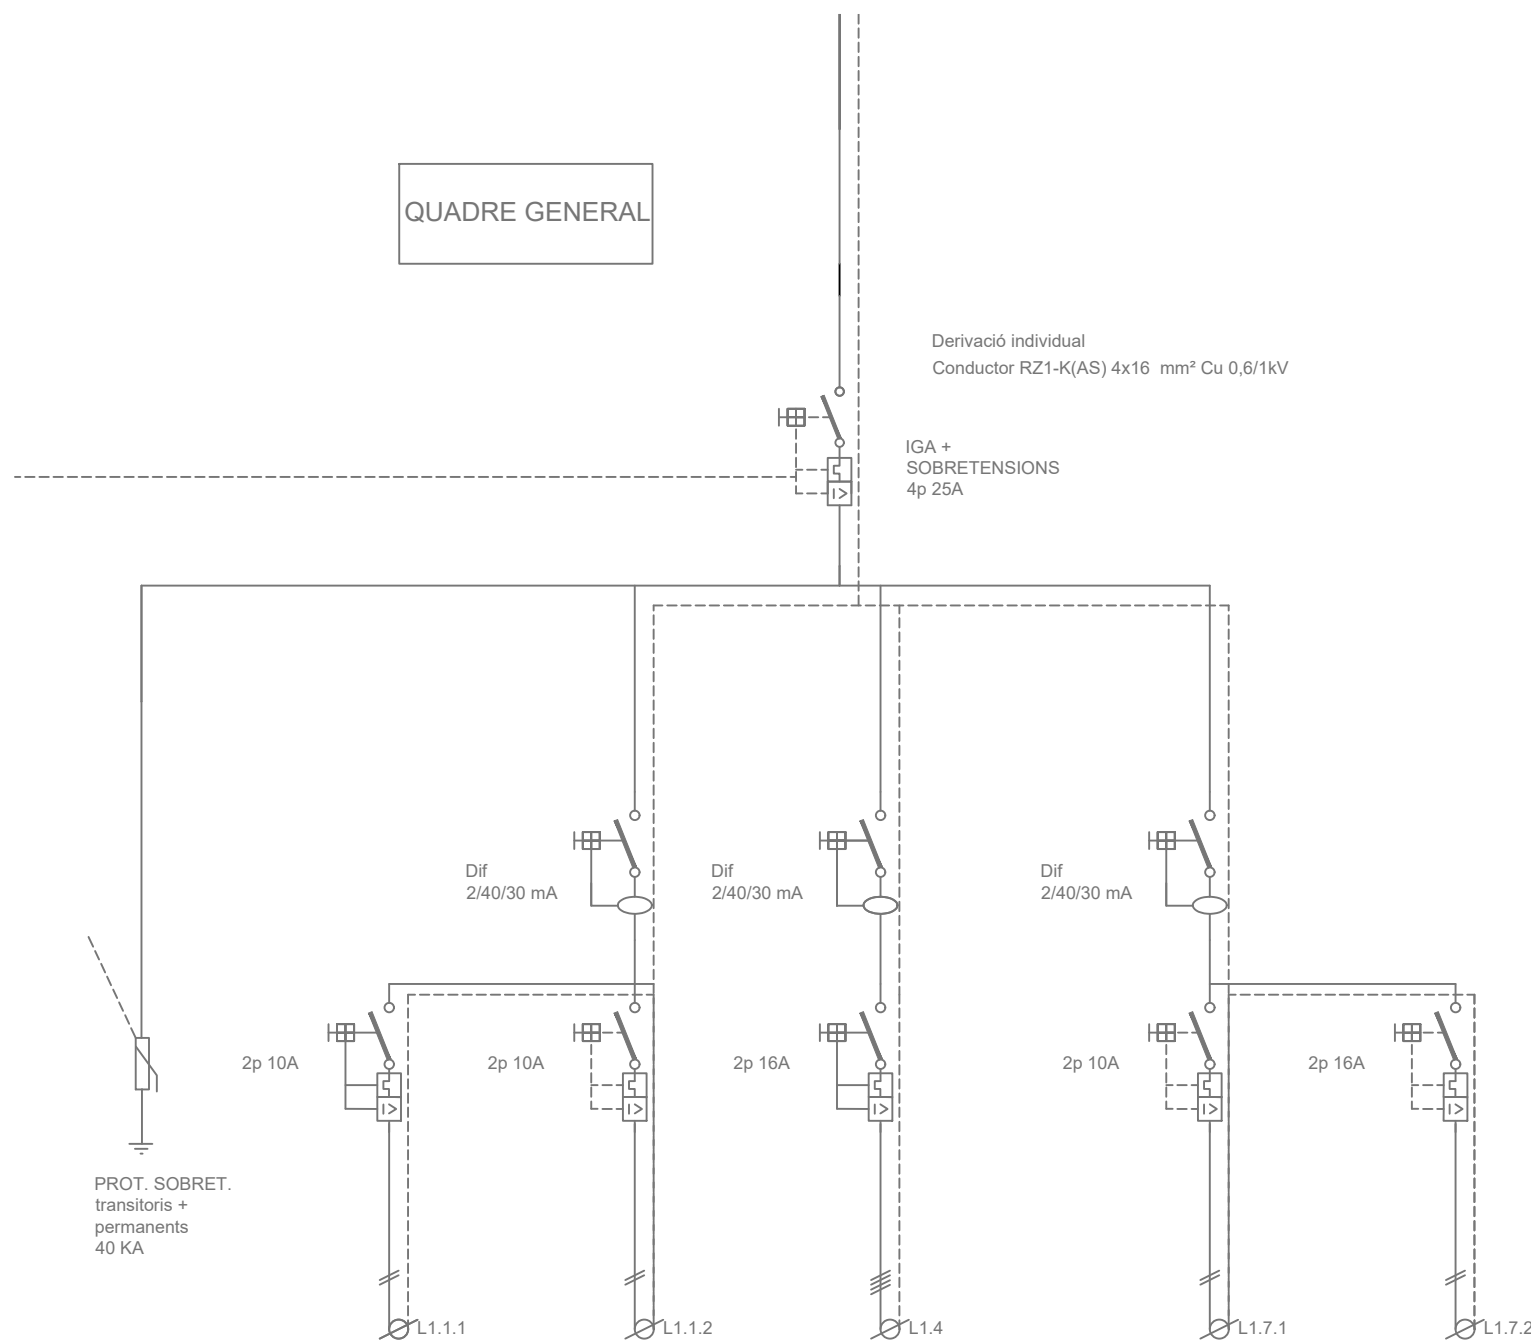 QUADRE GENERAL
Derivació individual
Conductor RZ1-K(AS) 4x16 mm² Cu 0,6/1kV
IGA +
SOBRETENSIONS
4p 25A
Dif
2/40/30 mA
Dif
2/40/30 mA
Dif
2/40/30 mA
2p 10A
2p 10A
2p 16A
2p 10A
2p 16A
PROT. SOBRET.
transitoris +
permanents
40 KA
L1.1.1
L1.1.2
L1.4
L1.7.1
L1.7.2